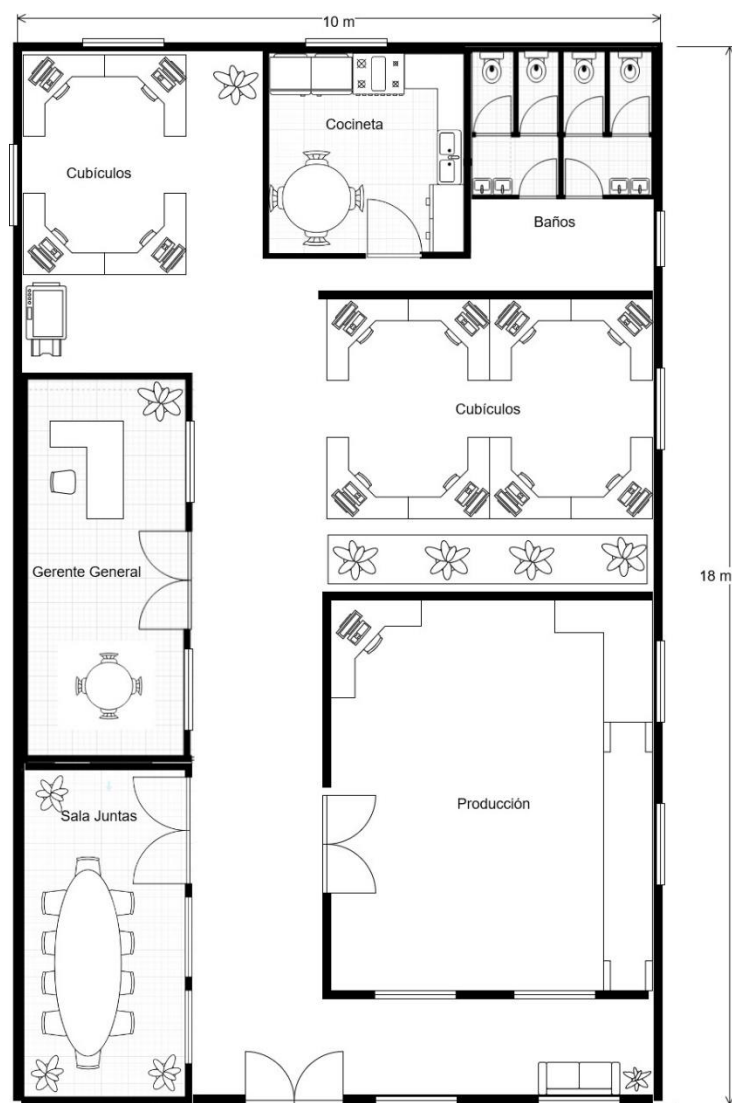 10 m
Cocineta
Cubículos
Baños
Cubículos
Gerente General
18 m
Producción
Sala Juntas